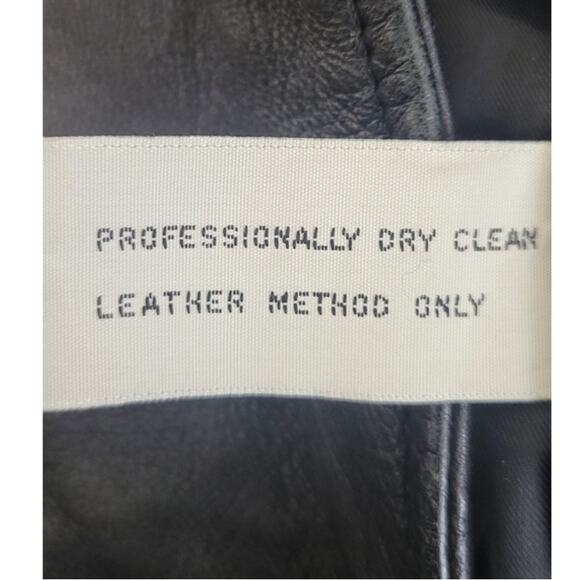 PROFESSIONALLY DRY CLEAN
LEATHER METHOD ONLY